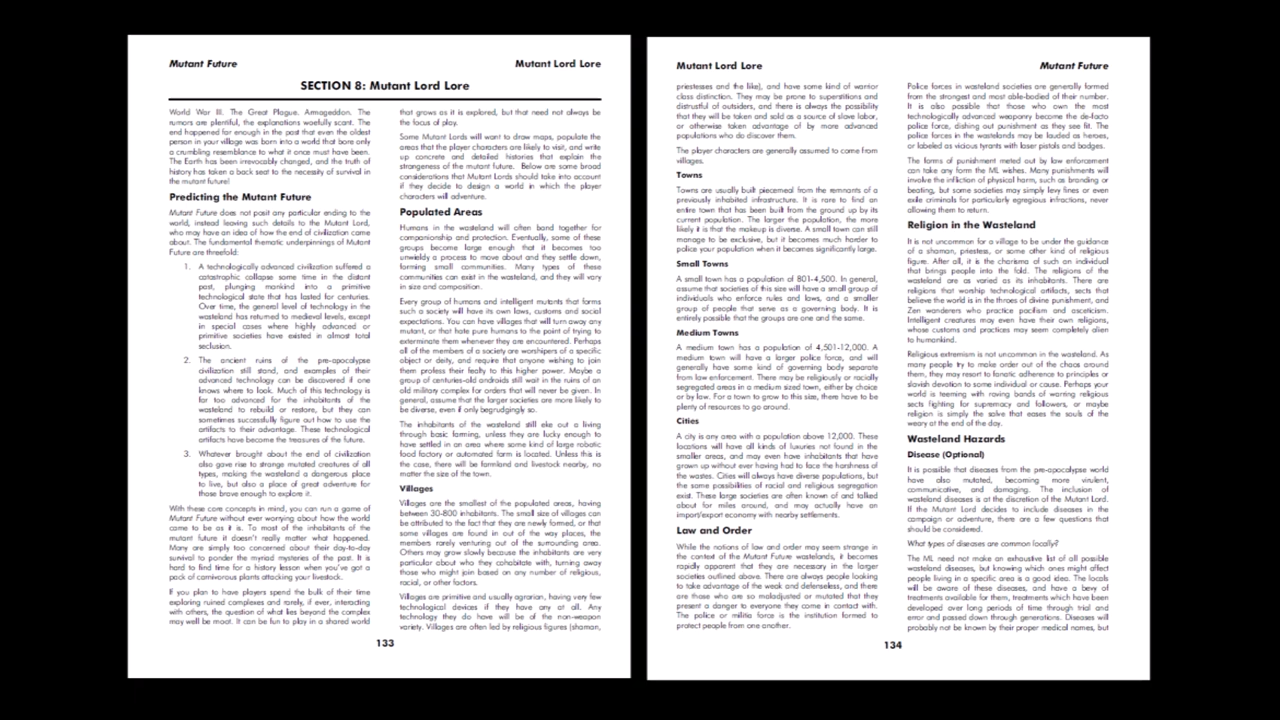 Mutant Future
Mutant Lord Lore
SECTION 8: Mutant Lord Lore
World War III. The Great Plague. Armageddon. The
rumors are plentiful, the explanations woefully scant. The
end happened far enough in the past that even the oldest
person in your village was born into a world that bore only
a crumbling resemblance to what it once must have been.
The Earth has been irrevocably changed, and the truth of
history has taken a back seat to the necessity of survival in
the mutant future!
Predicting the Mutant Future
Mutant Future does not posit any particular ending to the
world, instead leaving such details to the Mutant Lord,
who may have an idea of how the end of civilization came
about. The fundamental thematic underpinnings of Mutant
Future are threefold:
1. A technologically advanced civilization suffered a
catastrophic collapse some time in the distant
past, plunging mankind into a primitive
technological state that has lasted for centuries.
Over time, the general level of technology in the
wasteland has returned to medieval levels, except
in special cases where highly advanced or
primitive societies have existed in almost total
seclusion.
2. The ancient ruins of the pre-apocalypse
civilization still stand, and examples of their
advanced technology can be discovered if one
knows where to look. Much of this technology is
far too advanced for the inhabitants of the
wasteland to rebuild or restore, but they can
sometimes successfully figure out how to use the
artifacts to their advantage. These technological
artifacts have become the treasures of the future.
3. Whatever brought about the end of civilization
also gave rise to strange mutated creatures of all
types, making the wasteland a dangerous place
to live, but also a place of great adventure for
those brave enough to explore it.
With these core concepts in mind, you can run a game of
Mutant Future without ever worrying about how the world
came to be as it is. To most of the inhabitants of the
mutant future it doesn't really matter what happened.
Many are simply too concerned about their day-to-day
survival to ponder the myriad mysteries of the past. It is
hard to find time for a history lesson when you've got a
pack of carnivorous plants attacking your livestock.
If you plan to have players spend the bulk of their time
exploring ruined complexes and rarely, if ever, interacting
with others, the question of what lies beyond the complex
may well be moot. It can be fun to play in a shared world
that grows as it is explored, but that need not always be
the focus of play.
Some Mutant Lords will want to draw maps, populate the
areas that the player characters are likely to visit, and write
up concrete and detailed histories that explain the
strangeness of the mutant future. Below are some broad
considerations that Mutant Lords should take into account
if they decide to design a world in which the player
characters will adventure.
Populated Areas
Humans in the wasteland will often band together for
companionship and protection. Eventually, some of these
groups become large enough that it becomes too
unwieldy a process to move about and they settle down,
forming small communities. Many types of these
communities can exist in the wasteland, and they will vary
in size and composition.
Every group of humans and intelligent mutants that forms
such a society will have its own laws, customs and social
expectations. You can have villages that will turn away any
mutant, or that hate pure humans to the point of trying to
exterminate them whenever they are encountered. Perhaps
all of the members of a society are worshipers of a specific
object or deity, and require that anyone wishing to join
them profess their fealty to this higher power. Maybe a
group of centuries-old androids still wait in the ruins of an
old military complex for orders that will never be given. In
general, assume that the larger societies are more likely to
be diverse, even if only begrudgingly so.
The inhabitants of the wasteland still eke out a living
through basic farming, unless they are lucky enough to
have settled in an area where some kind of large robotic
food factory or automated farm is located. Unless this is
the case, there will be farmland and livestock nearby, no
matter the size of the town.
Villages
Villages are the smallest of the populated areas, having
between 30-800 inhabitants. The small size of villages can
be attributed to the fact that they are newly formed, or that
some villages are found in out of the way places, the
members rarely venturing out of the surrounding area.
Others may grow slowly because the inhabitants are very
particular about who they cohabitate with, turning away
those who might join based on any number of religious,
racial, or other factors.
Villages are primitive and usually agrarian, having very few
technological devices if they have any at all. Any
technology they do have will be of the non-weapon
variety. Villages are often led by religious figures (shaman,
133
Mutant Lord Lore
Mutant Future
priestesses and the like), and have some kind of warrior
class distinction. They may be prone to superstitions and
distrustful of outsiders, and there is always the possibility
that they will be taken and sold as a source of slave labor,
or otherwise taken advantage of by more advanced
populations who do discover them.
The player characters are generally assumed to come from
villages.
Towns
Towns are usually built piecemeal from the remnants of a
previously inhabited infrastructure. It is rare to find an
entire town that has been built from the ground up by its
current population. The larger the population, the more
likely it is that the makeup is diverse. A small town can still
manage to be exclusive, but it becomes much harder to
police your population when it becomes significantly large.
Small Towns
A small town has a population of 801-4,500. In general,
assume that societies of this size will have a small group of
individuals who enforce rules and laws, and a smaller
group of people that serve as a governing body. It is
entirely possible that the groups are one and the same.
Medium Towns
A medium town has a population of 4,501-12,000. A
medium town will have a larger police force, and will
generally have some kind of governing body separate
from law enforcement. There may be religiously or racially
segregated areas in a medium sized town, either by choice
or by law. For a town to grow to this size, there have to be
plenty of resources to go around.
Cities
A city is any area with a population above 12,000. These
locations will have all kinds of luxuries not found in the
smaller areas, and may even have inhabitants that have
grown up without ever having had to face the harshness of
the wastes. Cities will always have diverse populations, but
the same possibilities of racial and religious segregation
exist. These large societies are often known of and talked
about for miles around, and may actually have an
import/export economy with nearby settlements.
Law and Order
While the notions of law and order may seem strange in
the context of the Mutant Future wastelands, it becomes
rapidly apparent that they are necessary in the larger
societies outlined above. There are always people looking
to take advantage of the weak and defenseless, and there
are those who are so maladjusted or mutated that they
present a danger to everyone they come in contact with.
The police or militia force is the institution formed to
protect people from one another.
Police forces in wasteland societies are generally formed
from the strongest and most able-bodied of their number.
It is also possible that those who own the most
technologically advanced weaponry become the de-facto
police force, dishing out punishment as they see fit. The
police forces in the wastelands may be lauded as heroes,
or labeled as vicious tyrants with laser pistols and badges.
The forms of punishment meted out by law enforcement
can take any form the ML wishes. Many punishments will
involve the infliction of physical harm, such as branding or
beating, but some societies may simply levy fines or even
exile criminals for particularly egregious infractions, never
allowing them to return.
Religion in the Wasteland
It is not uncommon for a village to be under the guidance
of a shaman, priestess, or some other kind of religious
figure. After all, it is the charisma of such an individual
that brings people into the fold. The religions of the
wasteland are as varied as its inhabitants. There are
religions that worship technological artifacts, sects that
believe the world is in the throes of divine punishment, and
Zen wanderers who practice pacifism and asceticism.
Intelligent creatures may even have their own religions,
whose customs and practices may seem completely alien
to humankind.
Religious extremism is not uncommon in the wasteland. As
many people try to make order out of the chaos around
them, they may resort to fanatic adherence to principles or
slavish devotion to some individual or cause. Perhaps your
world is teeming with roving bands of warring religious
sects fighting for supremacy and followers, or maybe
religion is simply the salve that eases the souls of the
weary at the end of the day.
Wasteland Hazards
Disease (Optional)
It is possible that diseases from the pre-apocalypse world
have also mutated, becoming more virulent,
communicative, and damaging. The inclusion of
wasteland diseases is at the discretion of the Mutant Lord.
If the Mutant Lord decides to include diseases in the
campaign or adventure, there are a few questions that
should be considered.
What types of diseases are common locally?
The ML need not make an exhaustive list of all possible
wasteland diseases, but knowing which ones might affect
people living in a specific area is a good idea. The locals
will be aware of these diseases, and have a bevy of
treatments available for them, treatments which have been
developed over long periods of time through trial and
error and passed down through generations. Diseases will
probably not be known by their proper medical names, but
134